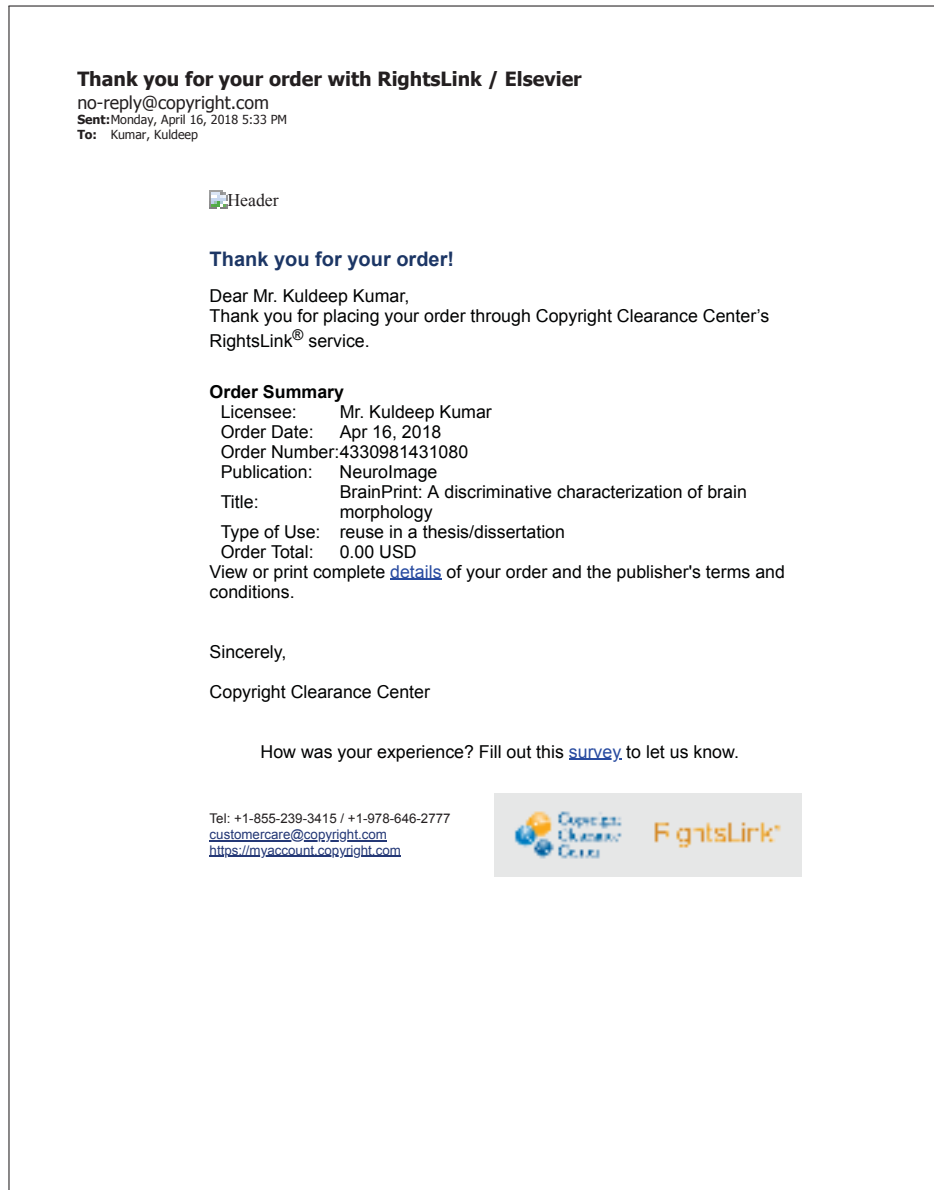 Thank you for your order with RightsLink / Elsevier
no-reply@copyright.com
Sent:Monday, April 16, 2018 5:33 PM
To: Kumar, Kuldeep
Header
Thank you for your order!
Dear Mr. Kuldeep Kumar,
Thank you for placing your order through Copyright Clearance Center's
RightsLink® service.
Order Summary
Licensee: Mr. Kuldeep Kumar
Order Date: Apr 16, 2018
Order Number:4330981431080
Publication: NeuroImage
Title: BrainPrint: A discriminative characterization of brain
morphology
Type of Use: reuse in a thesis/dissertation
Order Total: 0.00 USD
View or print complete details of your order and the publisher's terms and
conditions.
Sincerely,
Copyright Clearance Center
How was your experience? Fill out this survey to let us know.
Tel: +1-855-239-3415 / +1-978-646-2777
customercare@copyright.com
https://myaccount.copyright.com
Copyright
Clearance
Center
RightsLink®